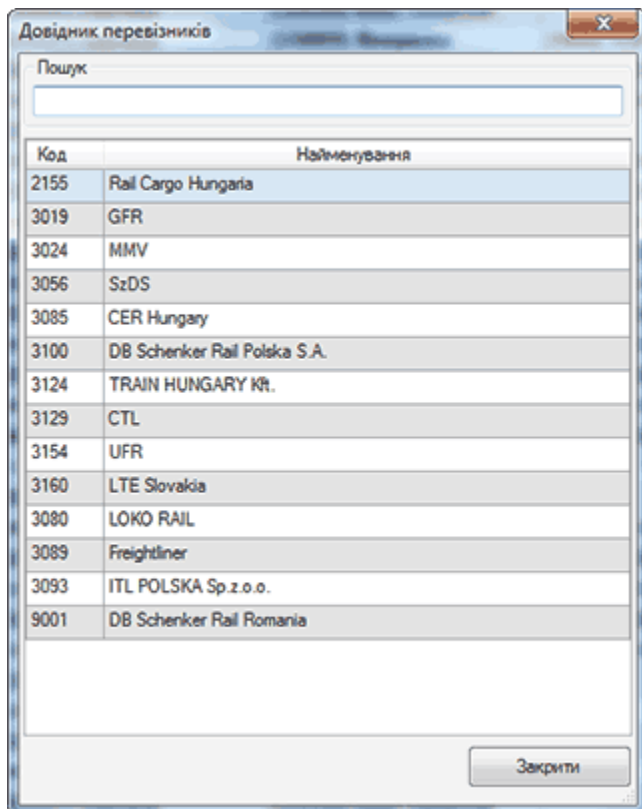 Довідник перевізників
Пошук
Код Найменування
2155 Rail Cargo Hungaria
3019 GFR
3024 MMV
3056 SzDS
3085 CER Hungary
3100 DB Schenker Rail Polska S.A.
3124 TRAIN HUNGARY Kft.
3129 CTL
3154 UFR
3160 LTE Slovakia
3080 LOKO RAIL
3089 Freightliner
3093 ITL POLSKA Sp.z.o.o.
9001 DB Schenker Rail Romania
Закрити